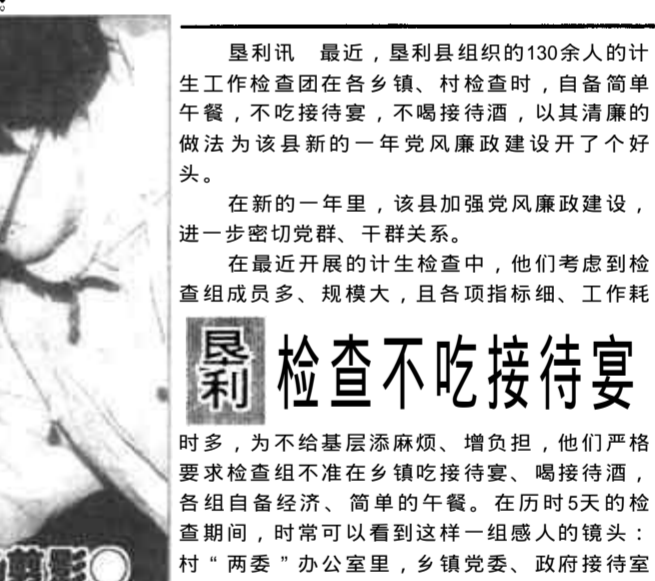 垦利讯 最近，垦利县组织的130余人的计
生工作检查团在各乡镇、村检查时，自备简单
午餐，不吃接待宴，不喝接待酒，以其清廉的
做法为该县新的一年党风廉政建设开了个好
头。
在新的一年里，该县加强党风廉政建设，
进一步密切党群、干群关系。
在最近开展的计生检查中，他们考虑到检
查组成员多、规模大，且各项指标细、工作耗
垦利 检查不吃接待宴
时多，为不给基层添麻烦、增负担，他们严格
要求检查组不准在乡镇吃接待宴、喝接待酒，
各组自备经济、简单的午餐。在历时5天的检
查期间，时常可以看到这样一组感人的镜头：
村“两委”办公室里，乡镇党委、政府接待室
剪影